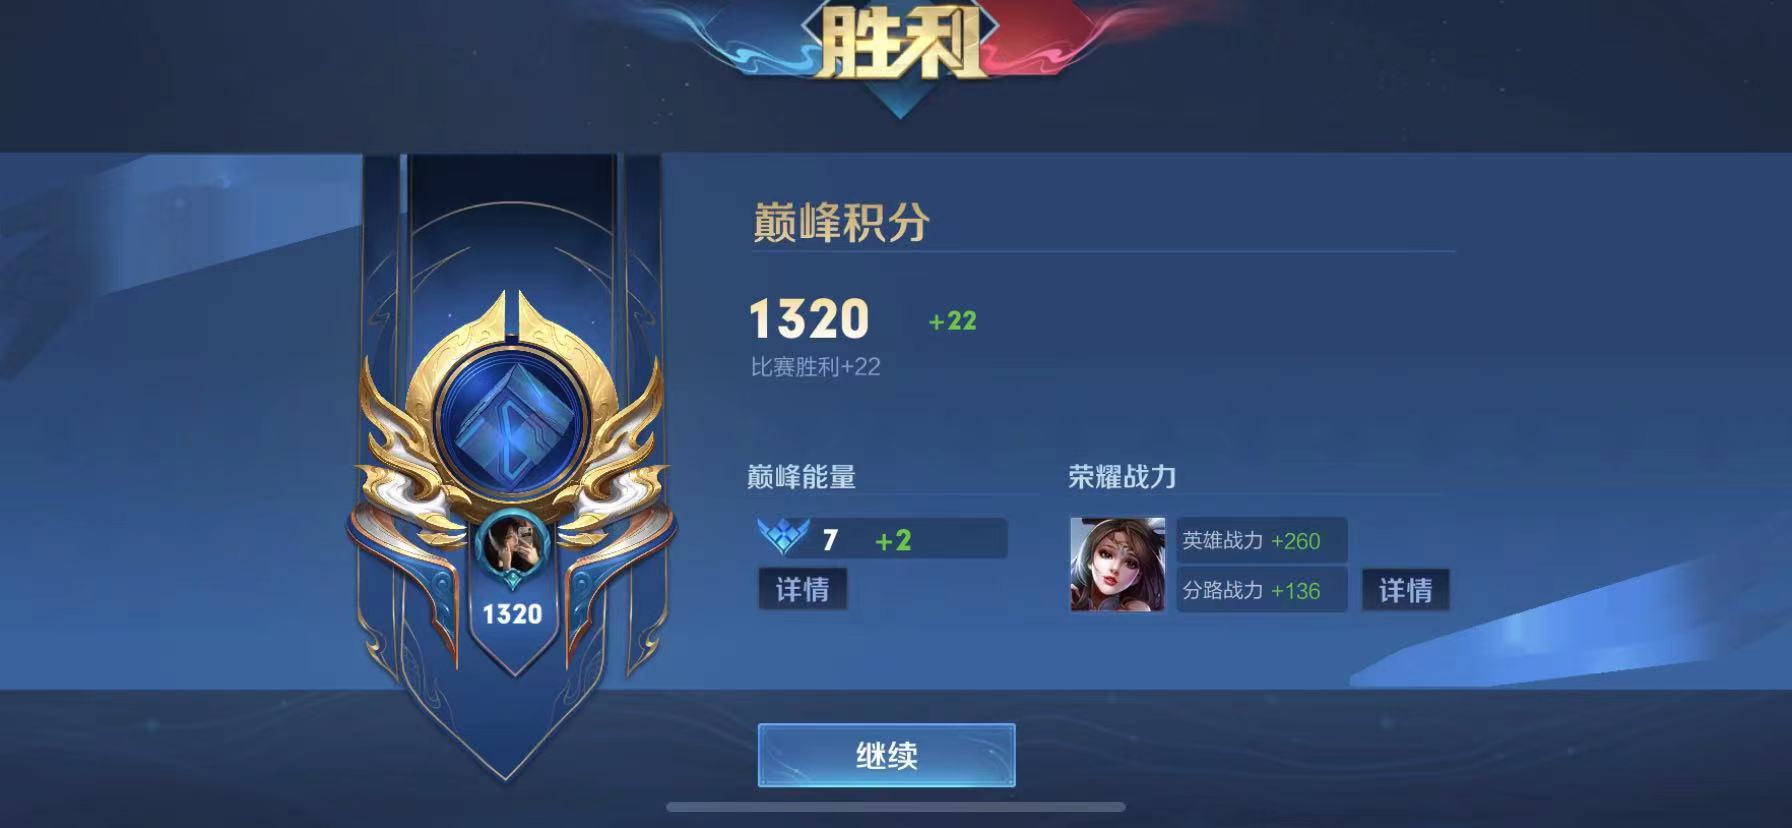 胜利
巅峰积分
1320 +22
比赛胜利+22
巅峰能量
7 +2
详情
荣耀战力
英雄战力 +260
分路战力 +136
详情
1320
继续